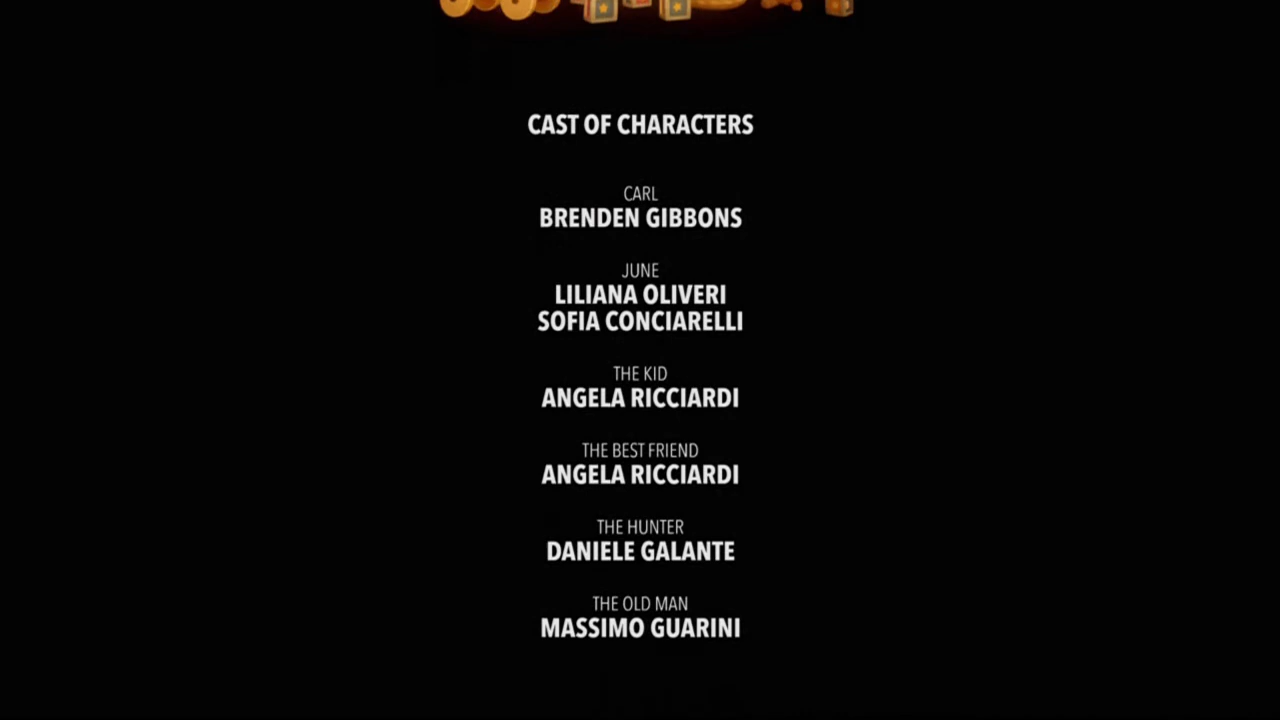 CAST OF CHARACTERS
CARL
BRENDEN GIBBONS
JUNE
LILIANA OLIVERI
SOFIA CONCIARELLI
THE KID
ANGELA RICCIARDI
THE BEST FRIEND
ANGELA RICCIARDI
THE HUNTER
DANIELE GALANTE
THE OLD MAN
MASSIMO GUARINI